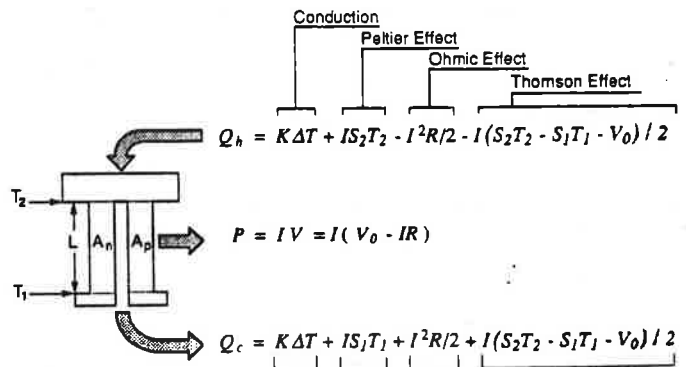 Conduction
Peltier Effect
Ohmic Effect
Thomson Effect
Q_h = KΔT + IS_2T_2 - I^2R/2 - I(S_2T_2 - S_1T_1 - V_0)/2
T_2
L
A_n
A_p
P = IV = I(V_0 - IR)
T_1
Q_c = KΔT + IS_1T_1 + I^2R/2 + I(S_2T_2 - S_1T_1 - V_0)/2